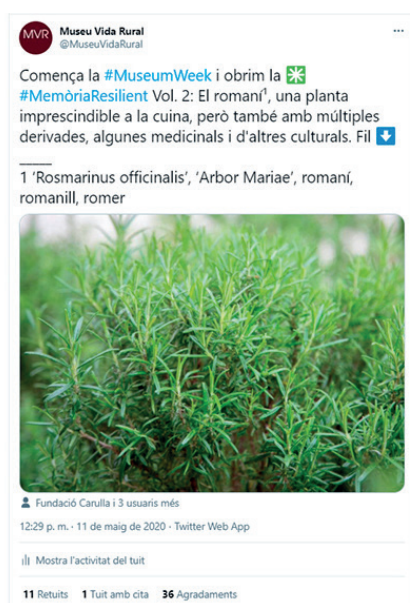 MVR
Museu Vida Rural
@MuseuVidaRural
Comença la #MuseumWeek i obrim la ✳️
#MemòriaResilient Vol. 2: El romaní¹, una planta
imprescindible a la cuina, però també amb múltiples
derivades, algunes medicinals i d'altres culturals. Fil ⬇️
_____
1 'Rosmarinus officinalis', 'Arbor Mariae', romaní,
romanill, romer
Fundació Carulla i 3 usuaris més
12:29 p. m. · 11 de maig de 2020 · Twitter Web App
Mostra l'activitat del tuit
11 Retuits 1 Tuit amb cita 36 Agradaments